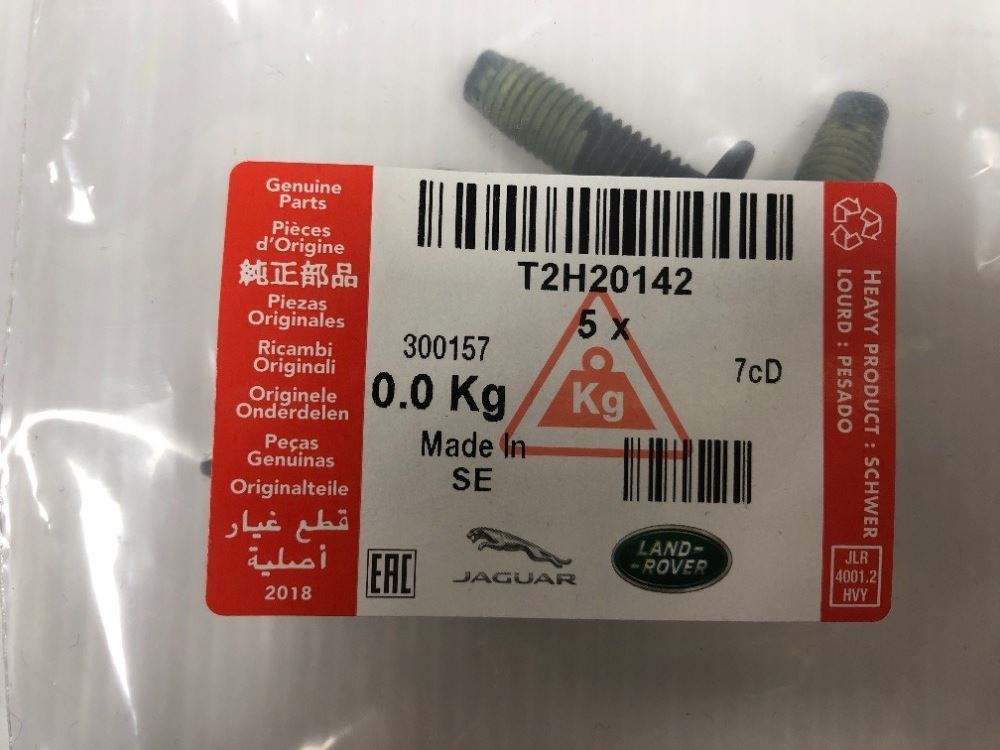 Genuine
Parts
Pièces
d'Origine
純正部品
Piezas
Originales
Ricambi
Originali
Originele
Onderdelen
Peças
Genuinas
Originalteile
قطع غيار
أصلية
2018
T2H20142
5 x
300157
7cD
0.0 Kg
Kg
Made In
SE
EAC
JAGUAR
LAND-
-ROVER
HEAVY PRODUCT : SCHWER
LOURD : PESADO
JLR
4001.2
HVY